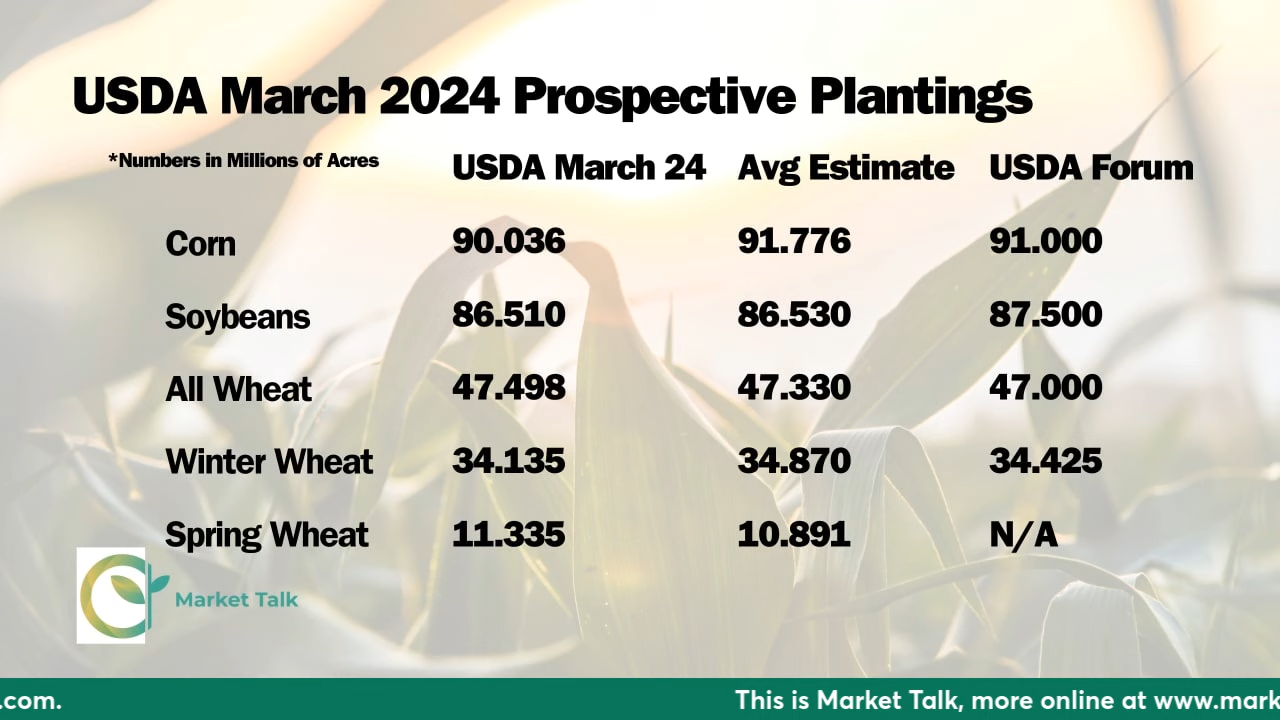 USDA March 2024 Prospective Plantings
*Numbers in Millions of Acres USDA March 24 Avg Estimate USDA Forum
Corn 90.036 91.776 91.000
Soybeans 86.510 86.530 87.500
All Wheat 47.498 47.330 47.000
Winter Wheat 34.135 34.870 34.425
Spring Wheat 11.335 10.891 N/A
Market Talk
.com. This is Market Talk, more online at www.mark